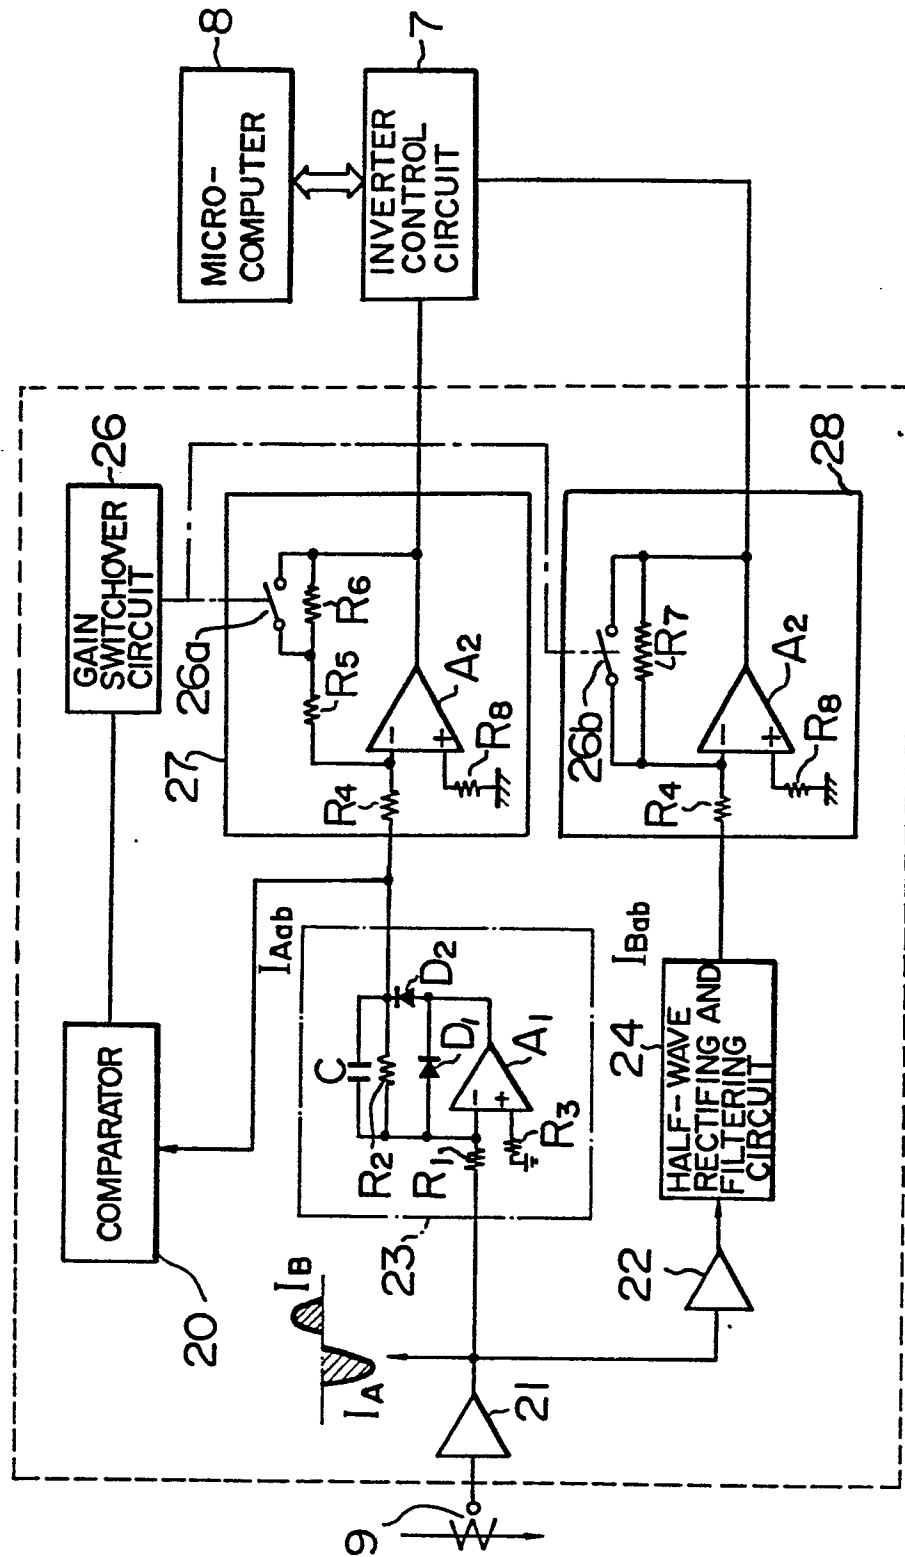 8
MICRO-
COMPUTER
7
INVERTER
CONTROL
CIRCUIT
26
GAIN
SWITCHOVER
CIRCUIT
26a
R6
R5
A2
R8
R4
27
28
26b
R7
A2
R8
R4
IAab
COMPARATOR
20
C
D2
D1
A1
R2
R1
R3
23
IBab
24
HALF-WAVE
RECTIFYING AND
FILTERING
CIRCUIT
22
IB
IA
21
9